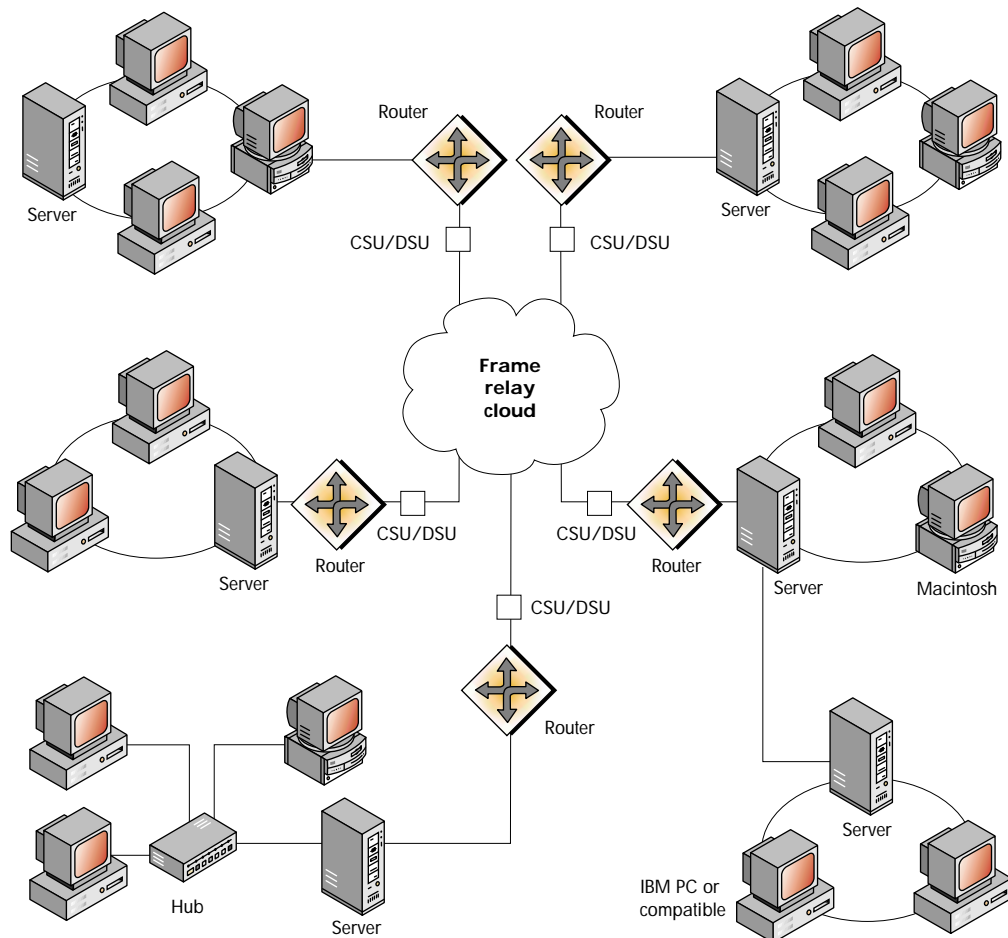 Router
Router
Server
Server
CSU/DSU
CSU/DSU
Frame
relay
cloud
CSU/DSU
CSU/DSU
Server
Router
Router
Server
Macintosh
CSU/DSU
Router
Server
Hub
Server
IBM PC or
compatible